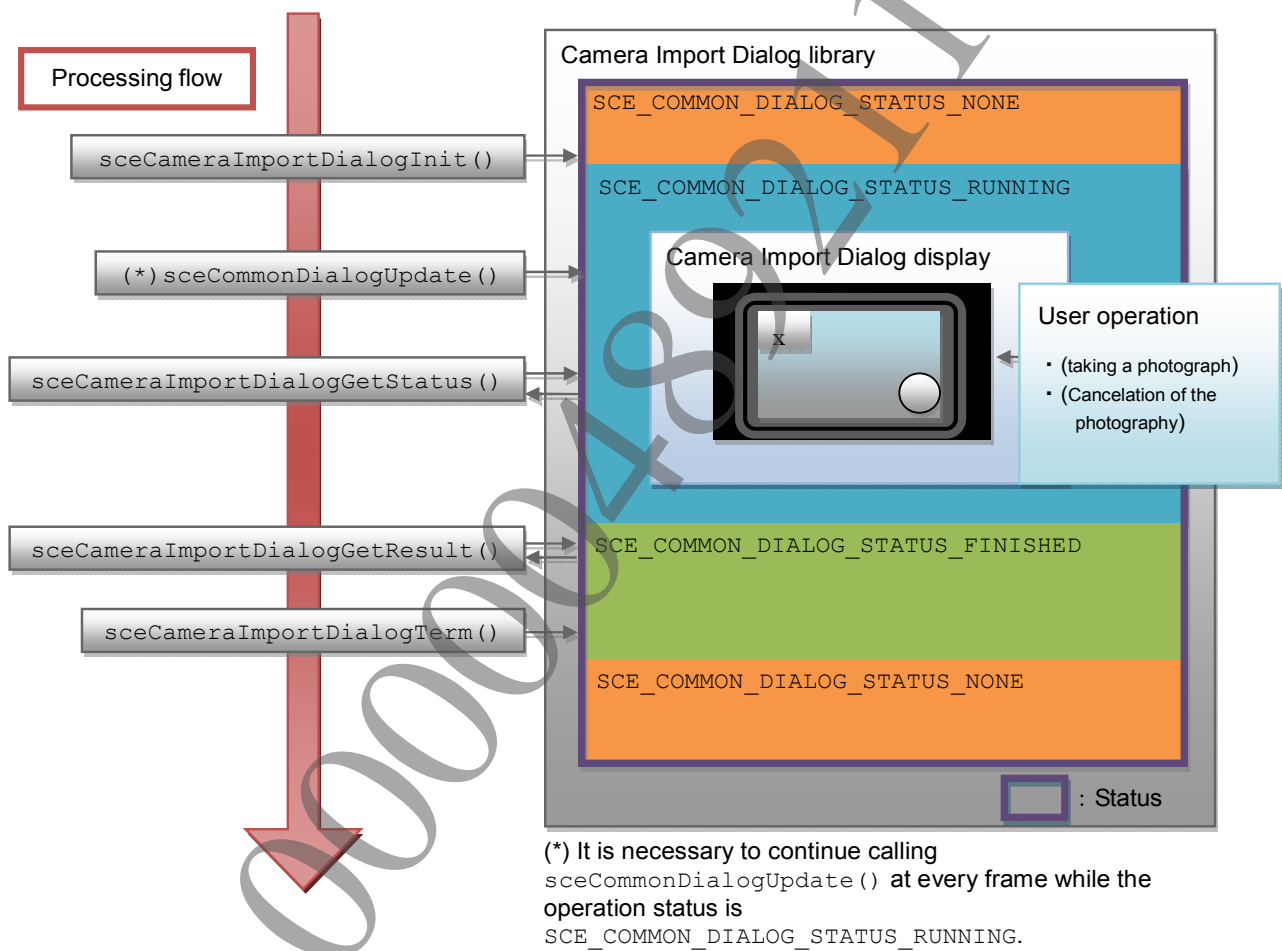 Processing flow
Camera Import Dialog library
SCE_COMMON_DIALOG_STATUS_NONE
sceCameraImportDialogInit()
SCE_COMMON_DIALOG_STATUS_RUNNING
(*)sceCommonDialogUpdate()
Camera Import Dialog display
x
User operation
・(taking a photograph)
・(Cancelation of the
photography)
sceCameraImportDialogGetStatus()
sceCameraImportDialogGetResult()
SCE_COMMON_DIALOG_STATUS_FINISHED
sceCameraImportDialogTerm()
SCE_COMMON_DIALOG_STATUS_NONE
: Status
(*) It is necessary to continue calling
sceCommonDialogUpdate() at every frame while the
operation status is
SCE_COMMON_DIALOG_STATUS_RUNNING.